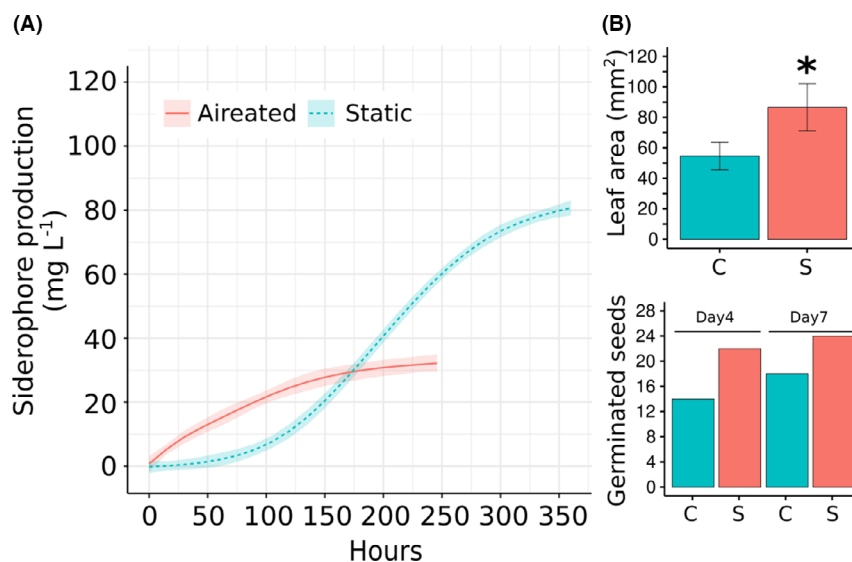 (A)
Siderophore production
(mg L⁻¹)
120
100
80
60
40
20
0
Aireated
Static
0 50 100 150 200 250 300 350
Hours
(B)
Leaf area (mm²)
120
100
80
60
40
20
0
*
C S
Germinated seeds
28
24
20
16
12
8
4
0
Day4 Day7
C S C S